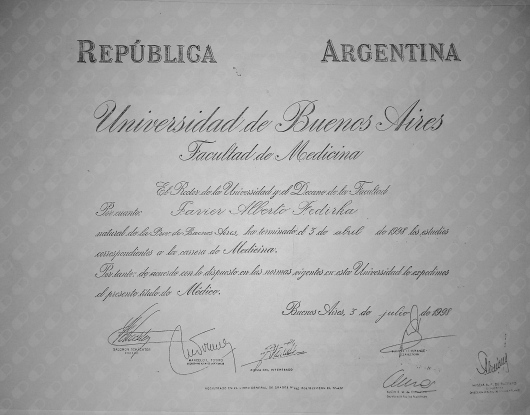 REPÚBLICA ARGENTINA
Universidad de Buenos Aires
Facultad de Medicina
El Rector de la Universidad y el Decano de la Facultad
Por cuanto: Javier Alberto
natural de la Prov. de Buenos Aires, ha terminado el 3 de abril de 1998 los estudios
correspondientes a la carrera de Medicina.
Por tanto: de acuerdo con lo dispuesto en las normas vigentes en esta Universidad le expedimos
el presente título de Médico.
Buenos Aires, 3 de julio de 1998
FIRMA DEL INTERESADO